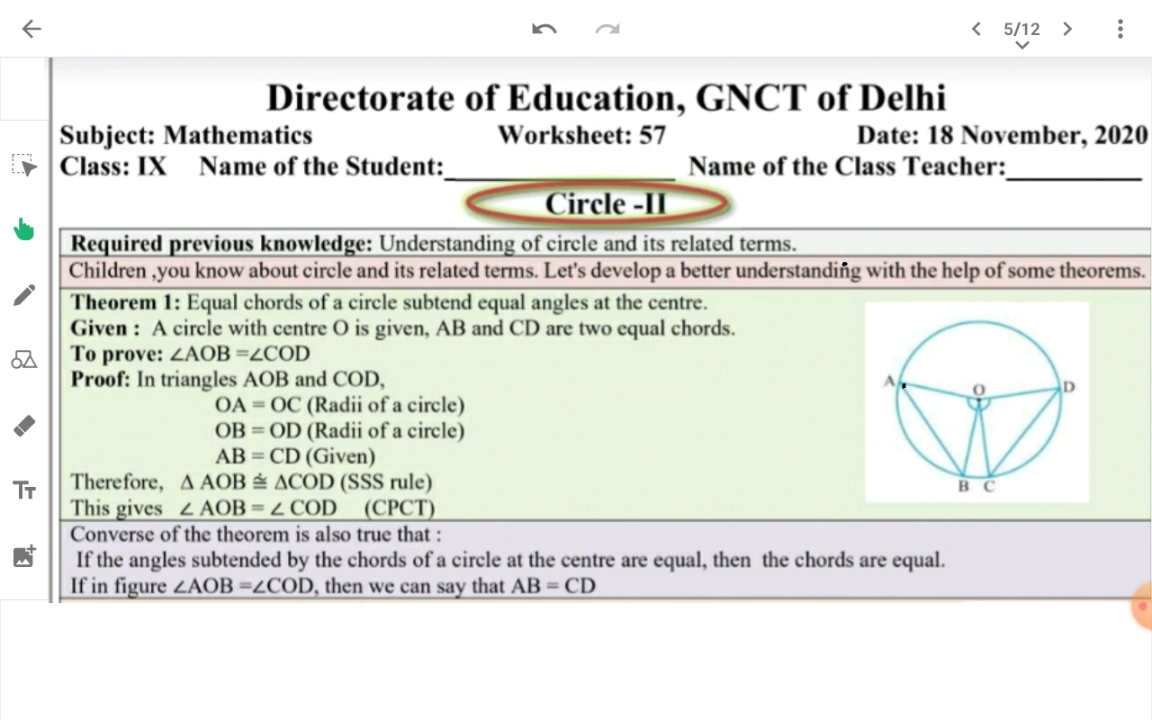 5/12
Directorate of Education, GNCT of Delhi
Subject: Mathematics Worksheet: 57 Date: 18 November, 2020
Class: IX Name of the Student:____________________ Name of the Class Teacher:____________
Circle -II
Required previous knowledge: Understanding of circle and its related terms.
Children ,you know about circle and its related terms. Let's develop a better understanding with the help of some theorems.
Theorem 1: Equal chords of a circle subtend equal angles at the centre.
Given : A circle with centre O is given, AB and CD are two equal chords.
To prove: ∠AOB =∠COD
Proof: In triangles AOB and COD,
OA = OC (Radii of a circle)
OB = OD (Radii of a circle)
AB = CD (Given)
Therefore, Δ AOB ≅ ΔCOD (SSS rule)
This gives ∠ AOB = ∠ COD (CPCT)
A
O
D
B C
Converse of the theorem is also true that :
If the angles subtended by the chords of a circle at the centre are equal, then the chords are equal.
If in figure ∠AOB =∠COD, then we can say that AB = CD
TT